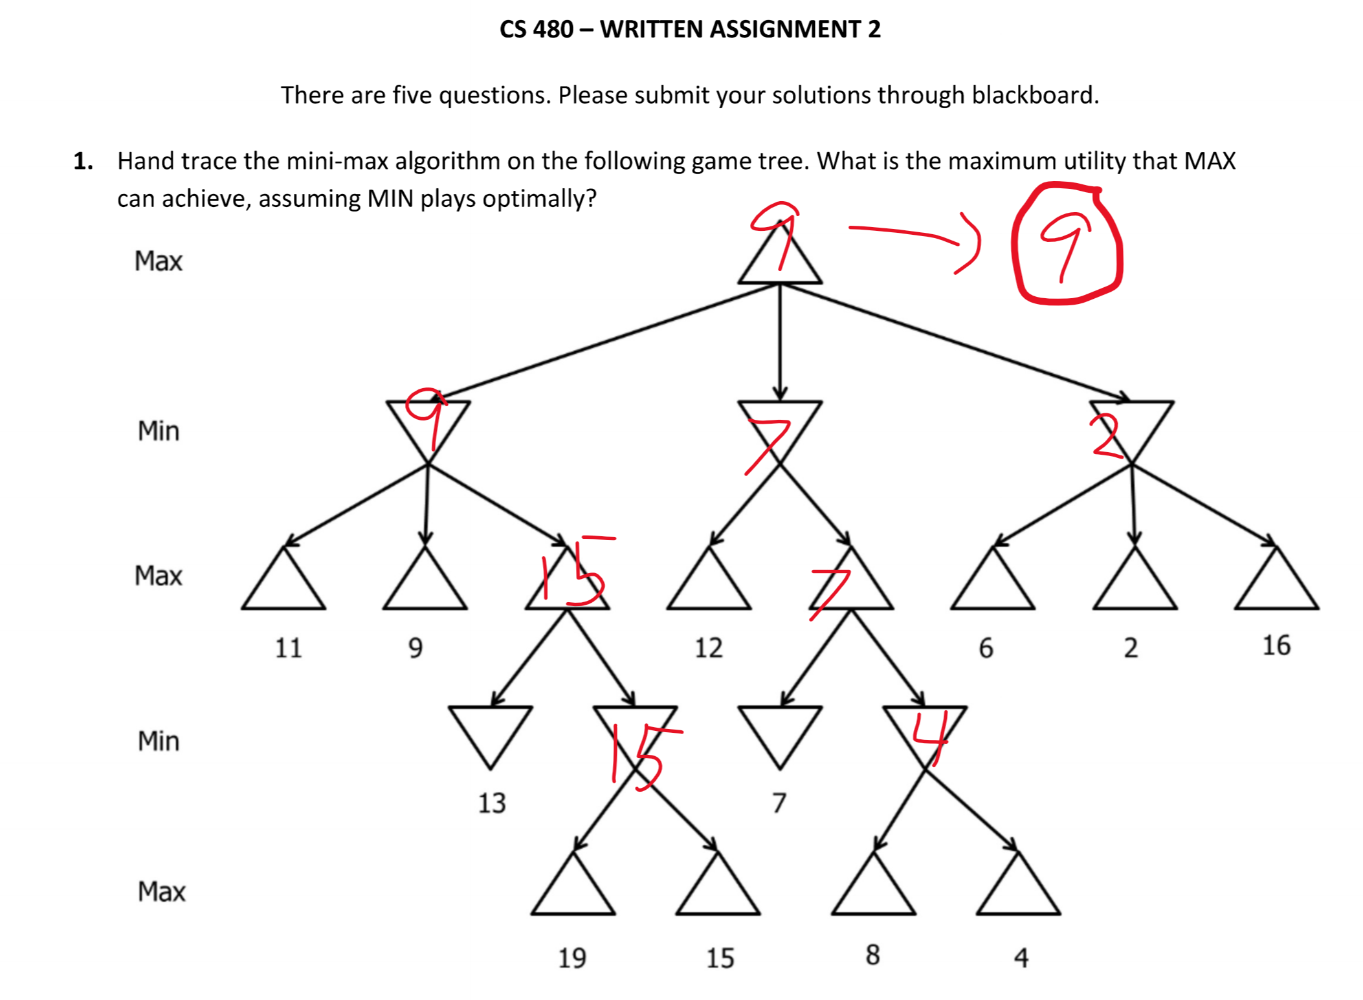 CS 480 – WRITTEN ASSIGNMENT 2
There are five questions. Please submit your solutions through blackboard.
1. Hand trace the mini-max algorithm on the following game tree. What is the maximum utility that MAX
can achieve, assuming MIN plays optimally?
Max 9 9
Min 9 7 2
Max 15 7
11 9 12 6 2 16
Min 15 4
13 7
Max
19 15 8 4